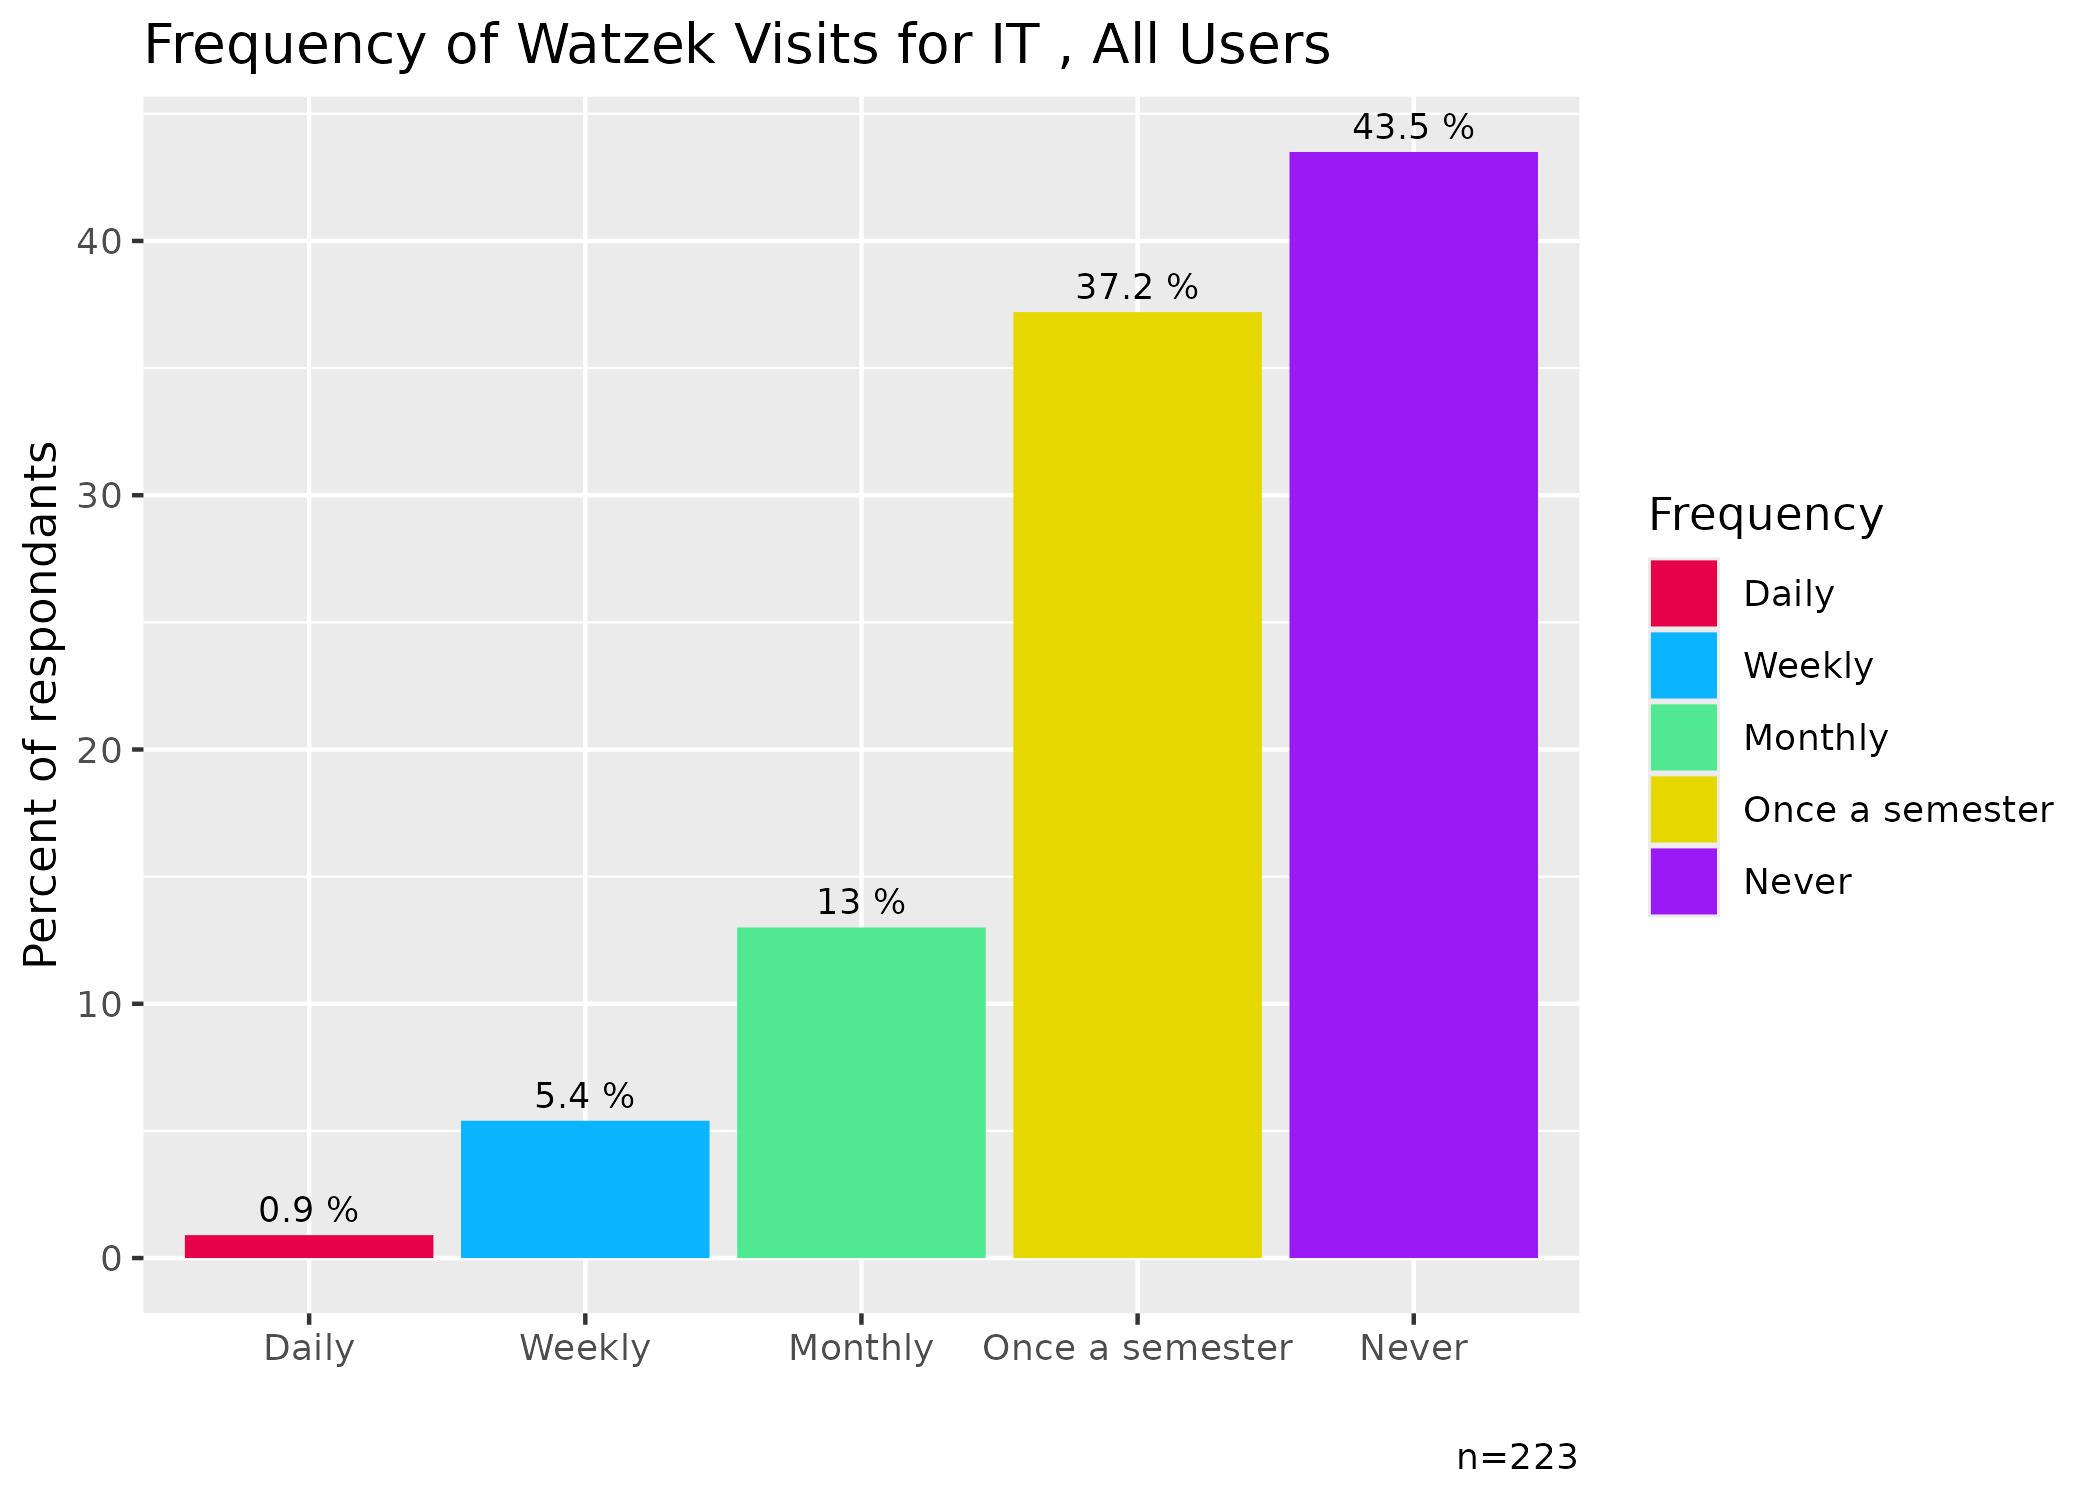 Frequency of Watzek Visits for IT , All Users
Percent of respondants
40
30
20
10
0
43.5 %
37.2 %
13 %
5.4 %
0.9 %
Daily
Weekly
Monthly
Once a semester
Never
Frequency
Daily
Weekly
Monthly
Once a semester
Never
n=223